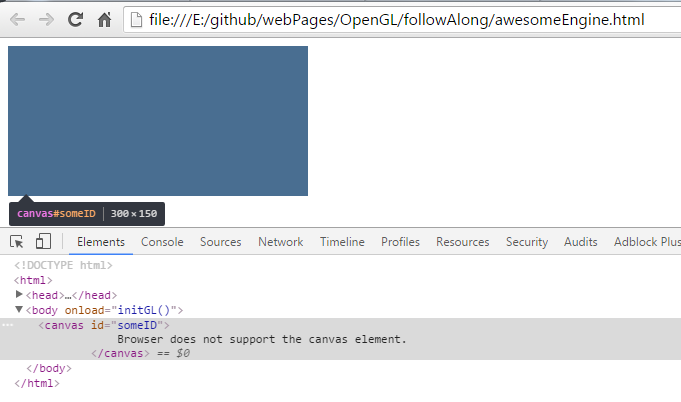 file:///E:/github/webPages/OpenGL/followAlong/awesomeEngine.html
canvas#someID 300 × 150
Elements Console Sources Network Timeline Profiles Resources Security Audits Adblock Plus
<!DOCTYPE html>
<html>
<head>…</head>
<body onload="initGL()">
<canvas id="someID">
Browser does not support the canvas element.
</canvas> == $0
</body>
</html>